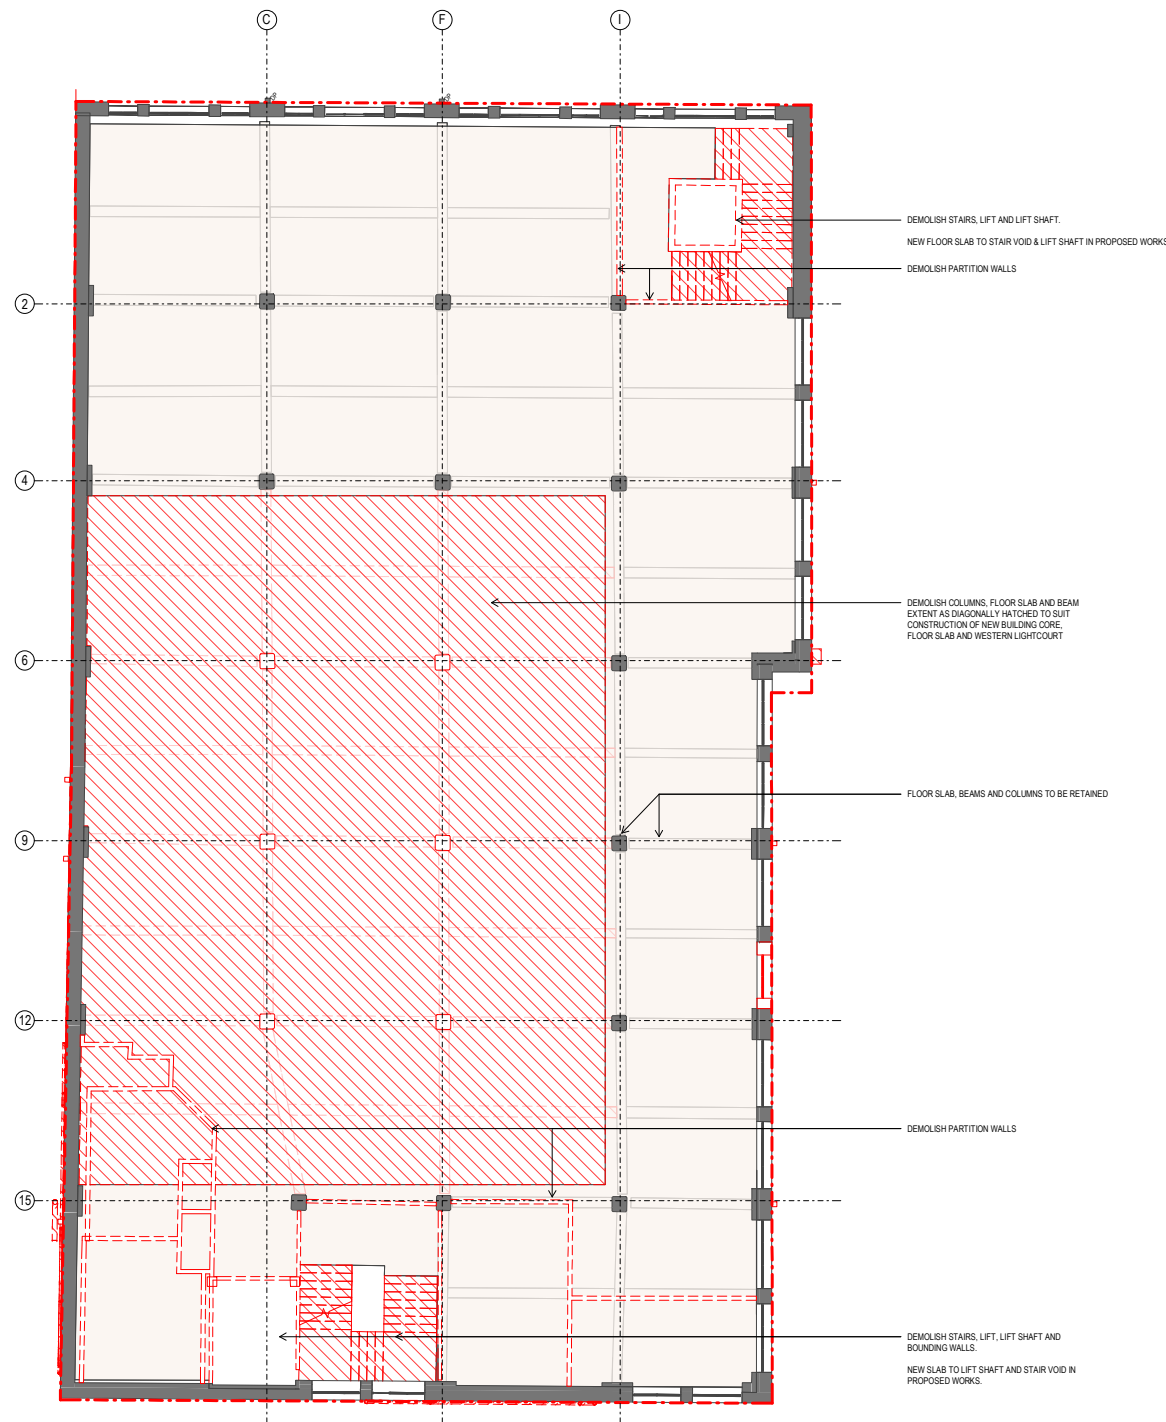 C
F
I
DEMOLISH STAIRS, LIFT AND LIFT SHAFT.
NEW FLOOR SLAB TO STAIR VOID & LIFT SHAFT IN PROPOSED WORKS
DEMOLISH PARTITION WALLS
2
4
DEMOLISH COLUMNS, FLOOR SLAB AND BEAM
EXTENT AS DIAGONALLY HATCHED TO SUIT
CONSTRUCTION OF NEW BUILDING CORE,
FLOOR SLAB AND WESTERN LIGHTCOURT
6
FLOOR SLAB, BEAMS AND COLUMNS TO BE RETAINED
9
12
DEMOLISH PARTITION WALLS
15
DEMOLISH STAIRS, LIFT, LIFT SHAFT AND
BOUNDING WALLS.
NEW SLAB TO LIFT SHAFT AND STAIR VOID IN
PROPOSED WORKS.